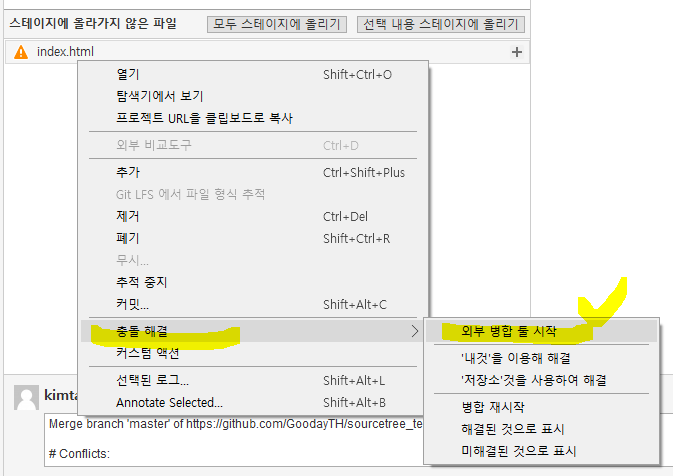 스테이지에 올라가지 않은 파일 모두 스테이지에 올리기 선택 내용 스테이지에 올리기
index.html
열기 Shift+Ctrl+O
탐색기에서 보기
프로젝트 URL을 클립보드로 복사
외부 비교도구 Ctrl+D
추가 Ctrl+Shift+Plus
Git LFS 에서 파일 형식 추적
제거 Ctrl+Del
폐기 Shift+Ctrl+R
무시...
추적 중지
커밋... Shift+Alt+C
충돌 해결
외부 병합 툴 시작
커스텀 액션
'내것'을 이용해 해결
선택된 로그... Shift+Alt+L
'저장소'것을 사용하여 해결
Annotate Selected... Shift+Alt+B
병합 재시작
해결된 것으로 표시
미해결된 것으로 표시
kimta
Merge branch 'master' of https://github.com/GoodayTH/sourcetree_te
# Conflicts: